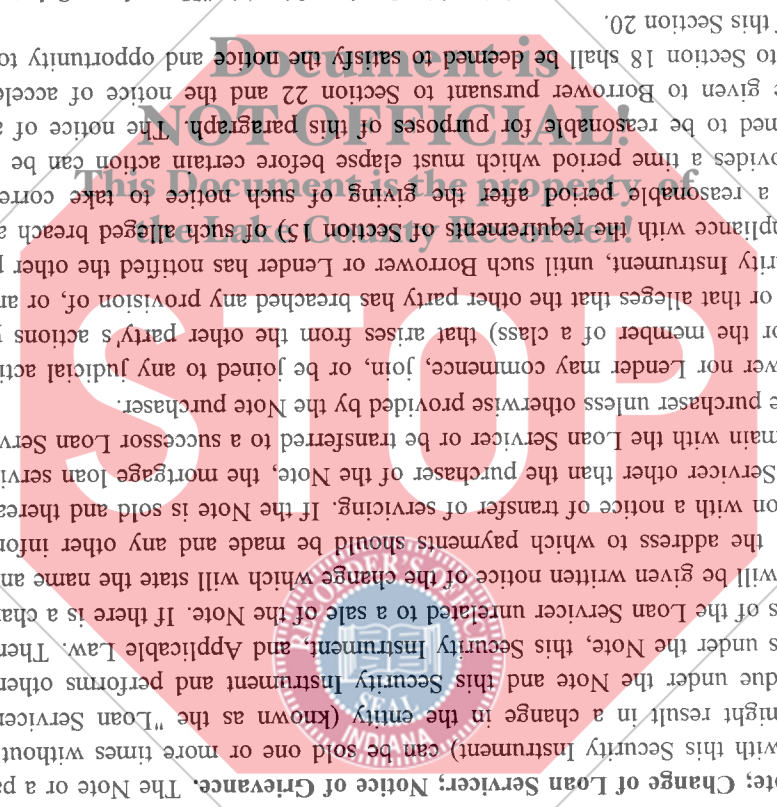 ote; Change of Loan Servicer; Notice of Grievance. The Note or a pa
with this Security Instrument) can be sold one or more times without
night result in a change in the entity (known as the "Loan Servicer
due under the Note and this Security Instrument and performs other
s under the Note, this Security Instrument, and Applicable Law. Ther
s of the Loan Servicer unrelated to a sale of the Note. If there is a chan
will be given written notice of the change which will state the name an
the address to which payments should be made and any other infor
on with a notice of transfer of servicing. If the Note is sold and therea
Servicer other than the purchaser of the Note, the mortgage loan servi
main with the Loan Servicer or be transferred to a successor Loan Serv
e purchaser unless otherwise provided by the Note purchaser.
wer nor Lender may commence, join, or be joined to any judicial acti
or the member of a class) that arises from the other party's actions p
or that alleges that the other party has breached any provision of, or an
rity Instrument, until such Borrower or Lender has notified the other p
mpliance with the requirements of Section 15) of such alleged breach a
a reasonable period after the giving of such notice to take corre
ovides a time period which must elapse before certain action can be
med to be reasonable for purposes of this paragraph. The notice of a
e given to Borrower pursuant to Section 22 and the notice of accele
to Section 18 shall be deemed to satisfy the notice and opportunity to
this Section 20.
Document is
NOT OFFICIAL!
This Document is the property of
the Lake County Recorder!
STOP
RECORDER'S
SEAL
INDIANA